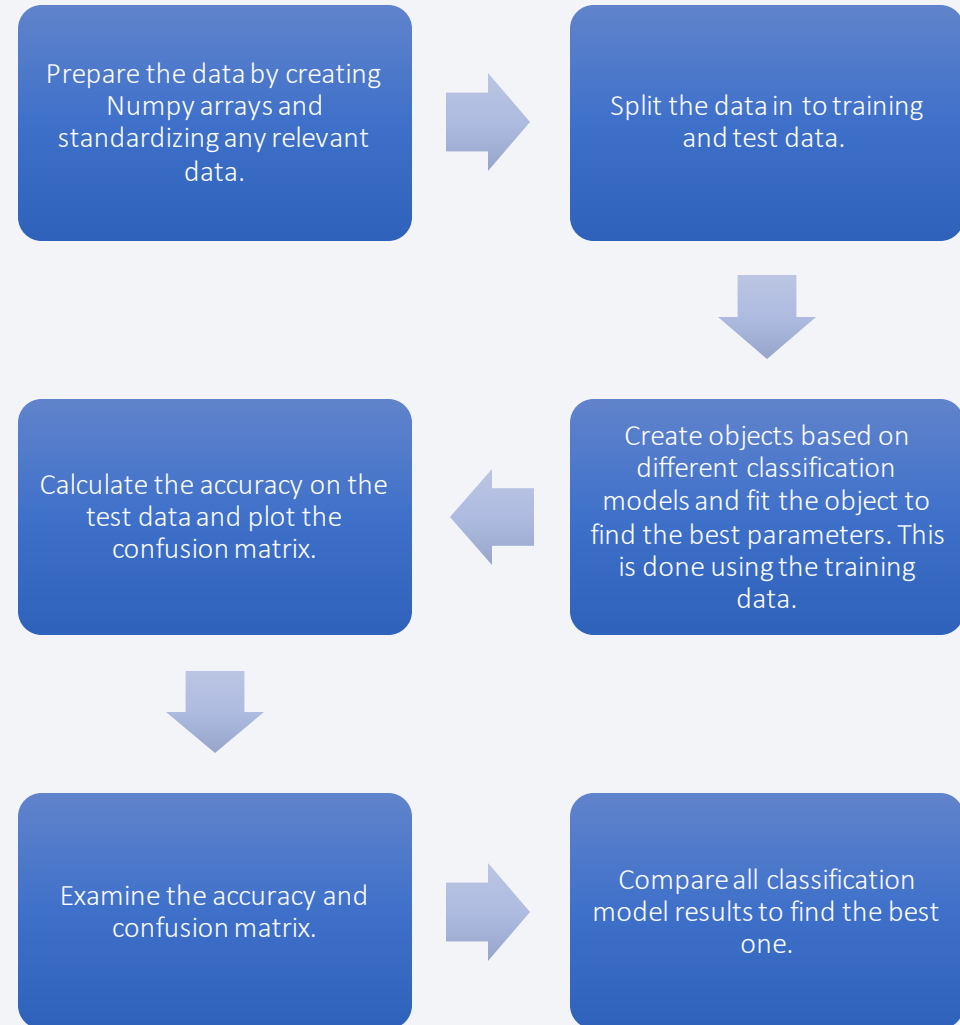 Prepare the data by creating
Numpy arrays and
standardizing any relevant
data.
Split the data in to training
and test data.
Create objects based on
different classification
models and fit the object to
find the best parameters. This
is done using the training
data.
Calculate the accuracy on the
test data and plot the
confusion matrix.
Examine the accuracy and
confusion matrix.
Compare all classification
model results to find the best
one.